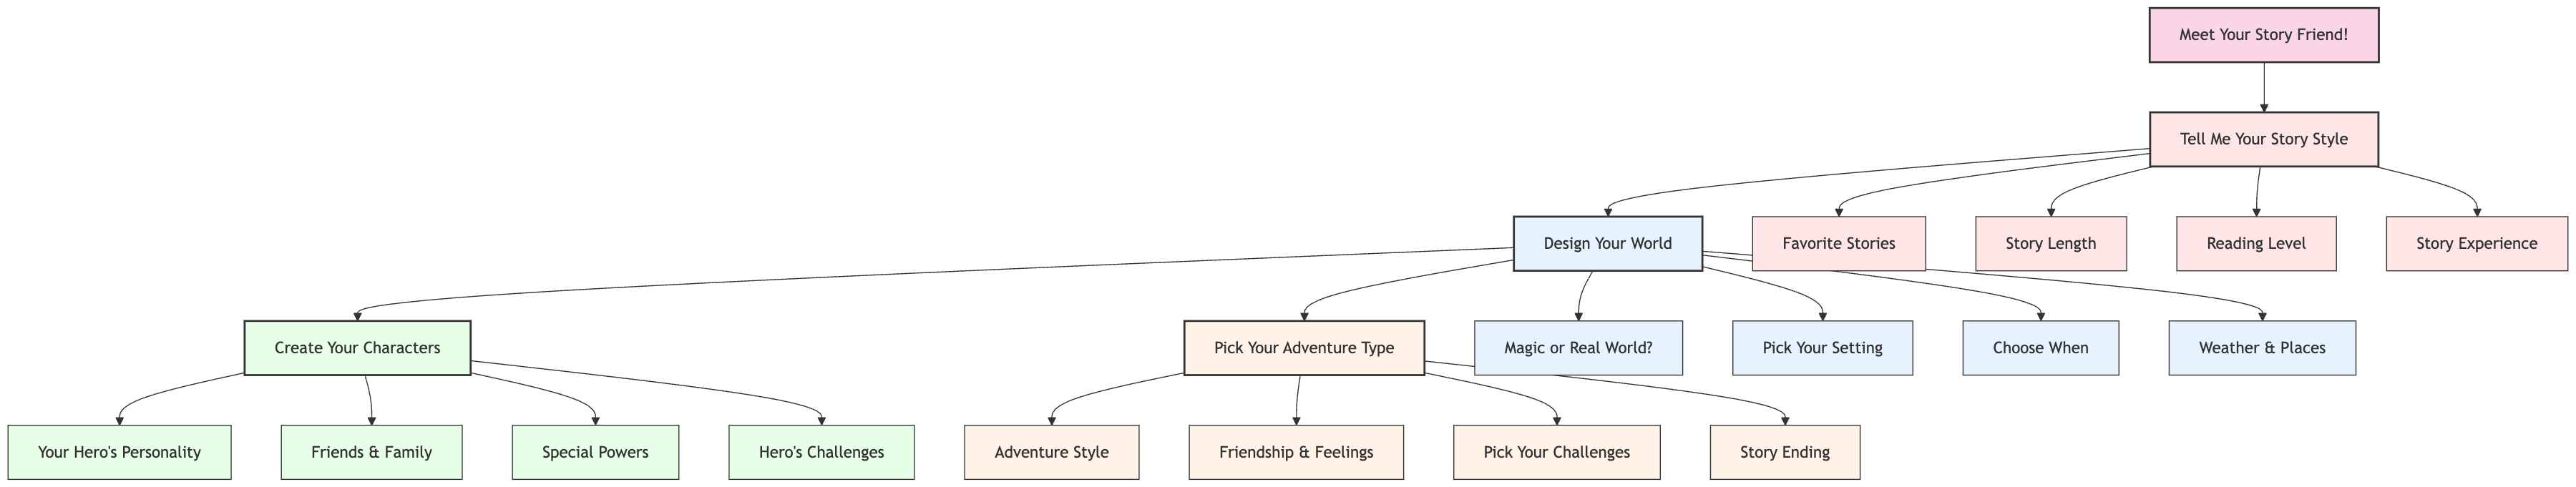 Meet Your Story Friend!
Tell Me Your Story Style
Design Your World
Favorite Stories
Story Length
Reading Level
Story Experience
Create Your Characters
Pick Your Adventure Type
Magic or Real World?
Pick Your Setting
Choose When
Weather & Places
Your Hero's Personality
Friends & Family
Special Powers
Hero's Challenges
Adventure Style
Friendship & Feelings
Pick Your Challenges
Story Ending